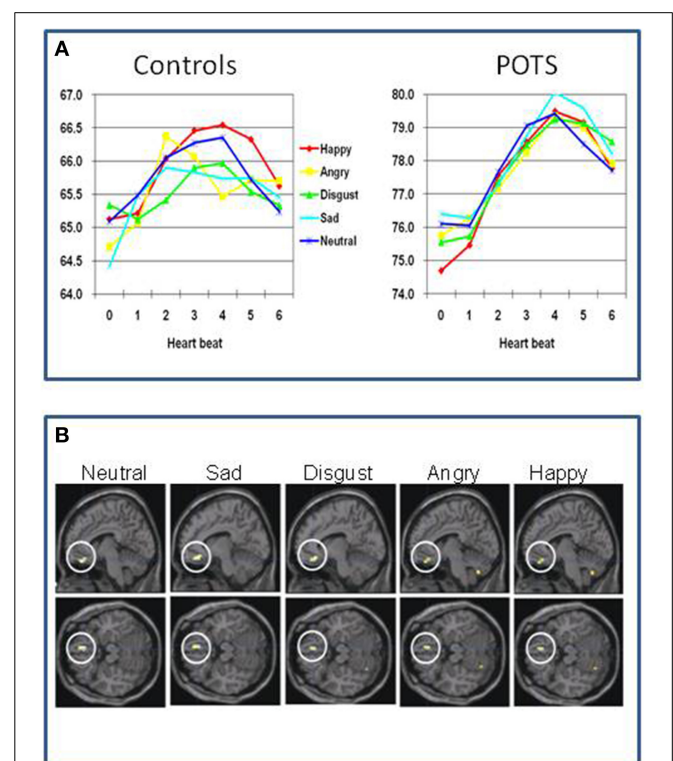 A
Controls
POTS
67.0
66.5
66.0
65.5
65.0
64.5
64.0
0 1 2 3 4 5 6
Heart beat
Happy
Angry
Disgust
Sad
Neutral
80.0
79.0
78.0
77.0
76.0
75.0
74.0
0 1 2 3 4 5 6
Heart beat
B
Neutral Sad Disgust Angry Happy